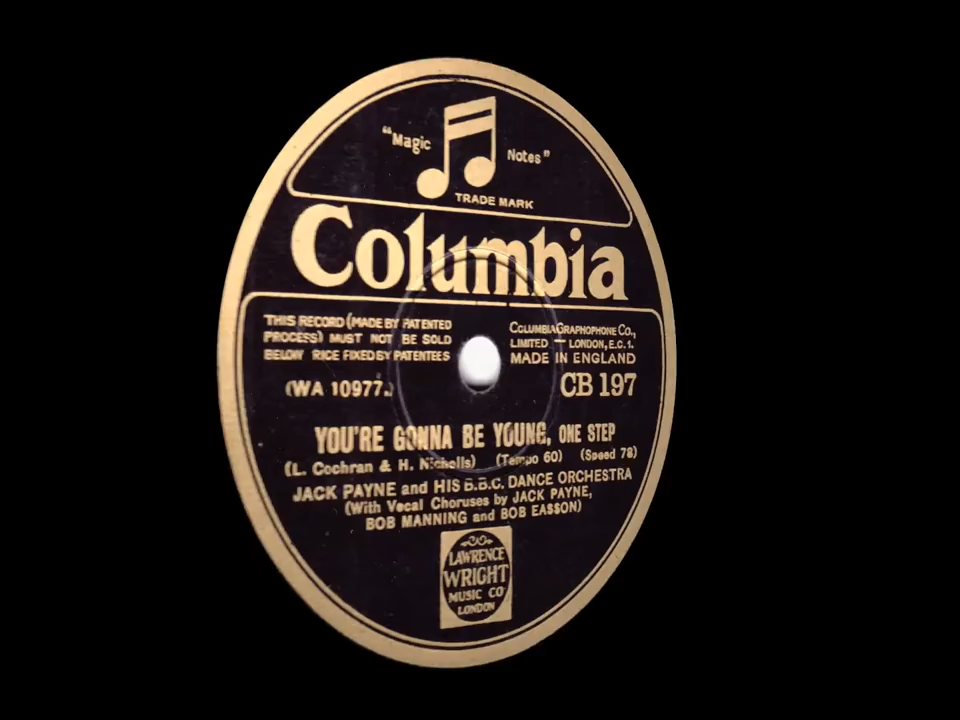 "Magic Notes"
TRADE MARK
Columbia
THIS RECORD (MADE BY PATENTED
PROCESS) MUST NOT BE SOLD
BELOW RICE FIXED BY PATENTEES
COLUMBIA GRAPHOPHONE CO.,
LIMITED — LONDON, E.C.1.
MADE IN ENGLAND
(WA 10977.)
CB 197
YOU'RE GONNA BE YOUNG, ONE STEP
(L. Cochran & H. Nicholls) (Tempo 60) (Speed 78)
JACK PAYNE and HIS B.B.C. DANCE ORCHESTRA
(With Vocal Choruses by JACK PAYNE,
BOB MANNING and BOB EASSON)
LAWRENCE
WRIGHT
MUSIC CO
LONDON